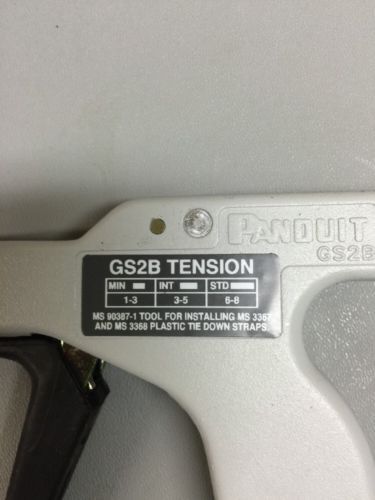 PANDUIT
GS2B
GS2B TENSION
MIN INT STD
1-3 3-5 6-8
MS 90387-1 TOOL FOR INSTALLING MS 3367
AND MS 3368 PLASTIC TIE DOWN STRAPS.